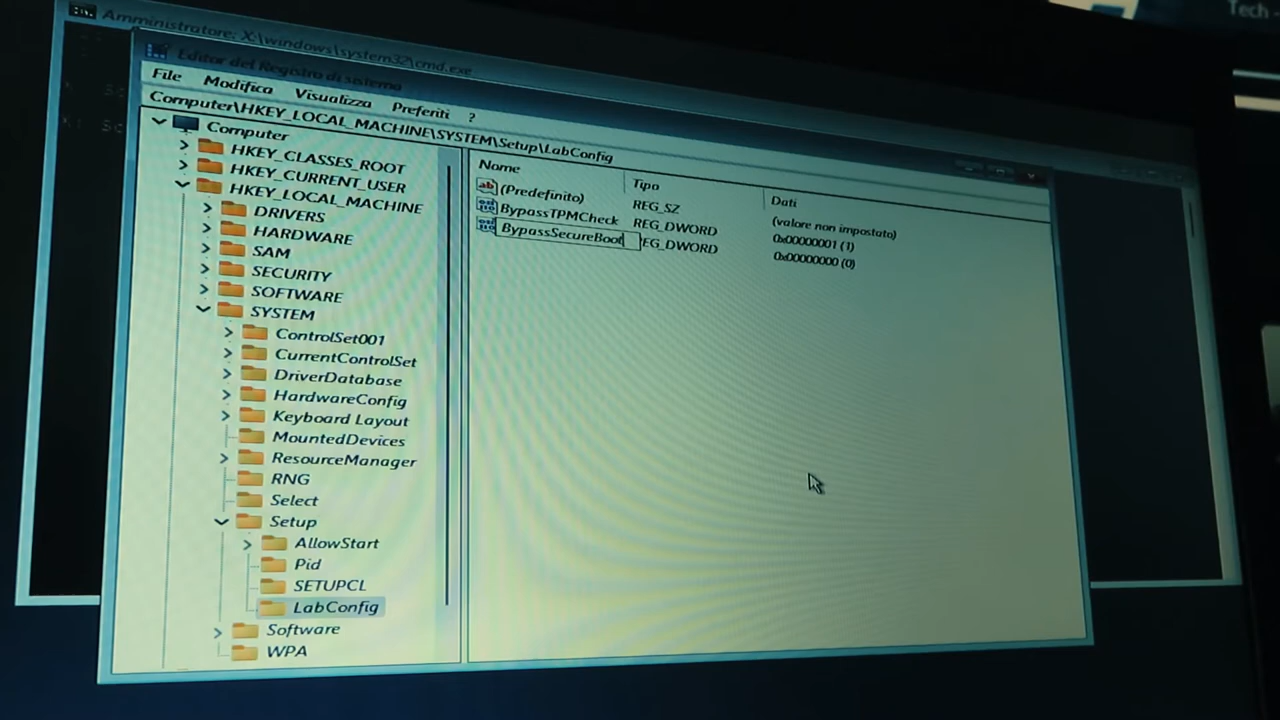 Tech
Amministratore: X:\windows\system32\cmd.exe
Editor del Registro di sistema
File Modifica Visualizza Preferiti ?
Computer\HKEY_LOCAL_MACHINE\SYSTEM\Setup\LabConfig
Computer
HKEY_CLASSES_ROOT
HKEY_CURRENT_USER
HKEY_LOCAL_MACHINE
DRIVERS
HARDWARE
SAM
SECURITY
SOFTWARE
SYSTEM
ControlSet001
CurrentControlSet
DriverDatabase
HardwareConfig
Keyboard Layout
MountedDevices
ResourceManager
RNG
Select
Setup
AllowStart
Pid
SETUPCL
LabConfig
Software
WPA
Nome Tipo Dati
(Predefinito) REG_SZ (valore non impostato)
BypassTPMCheck REG_DWORD 0x00000001 (1)
BypassSecureBoot EG_DWORD 0x00000000 (0)